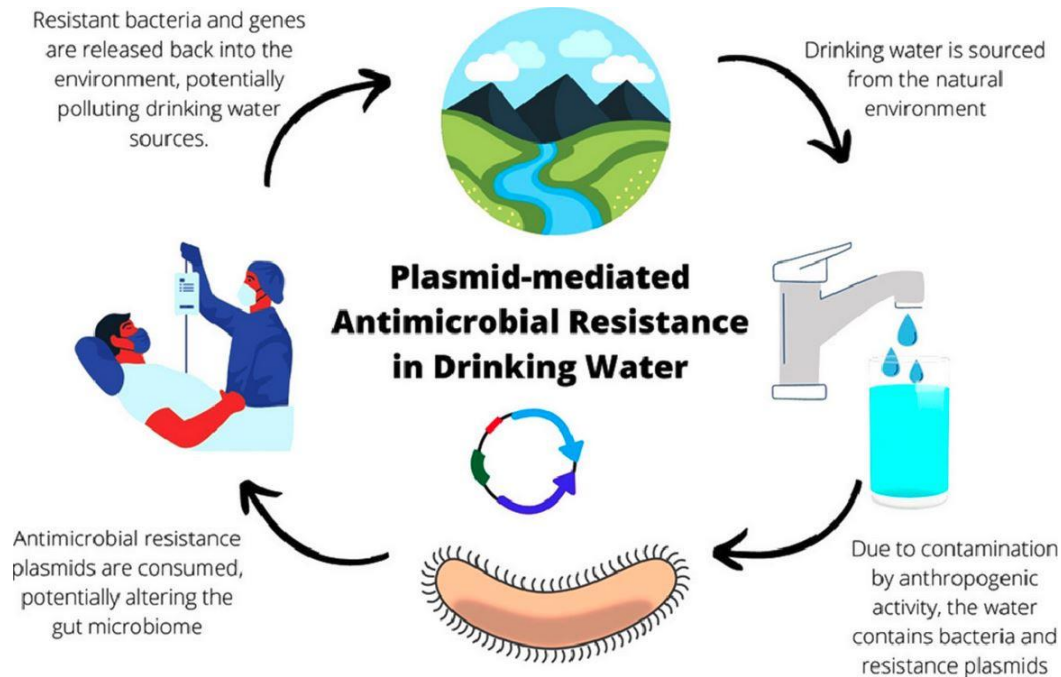 Resistant bacteria and genes
are released back into the
environment, potentially
polluting drinking water
sources.
Drinking water is sourced
from the natural
environment
Plasmid-mediated
Antimicrobial Resistance
in Drinking Water
Antimicrobial resistance
plasmids are consumed,
potentially altering the
gut microbiome
Due to contamination
by anthropogenic
activity, the water
contains bacteria and
resistance plasmids